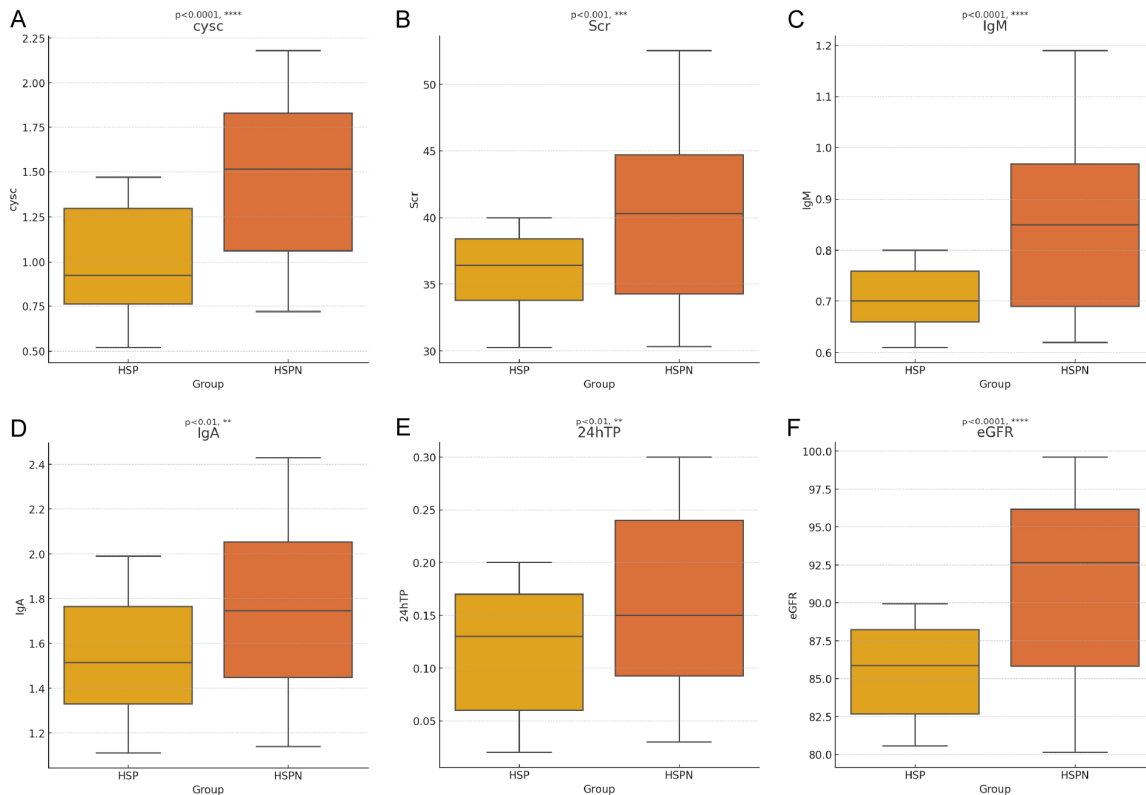 A
p<0.0001, ****
cysc
2.25
2.00
1.75
1.50
1.25
1.00
0.75
0.50
cysc
HSP
HSPN
Group
B
p<0.001, ***
Scr
50
45
40
35
30
Scr
HSP
HSPN
Group
C
p<0.0001, ****
IgM
1.2
1.1
1.0
0.9
0.8
0.7
0.6
IgM
HSP
HSPN
Group
D
p<0.01, **
IgA
2.4
2.2
2.0
1.8
1.6
1.4
1.2
IgA
HSP
HSPN
Group
E
p<0.01, **
24hTP
0.30
0.25
0.20
0.15
0.10
0.05
24hTP
HSP
HSPN
Group
F
p<0.0001, ****
eGFR
100.0
97.5
95.0
92.5
90.0
87.5
85.0
82.5
80.0
eGFR
HSP
HSPN
Group